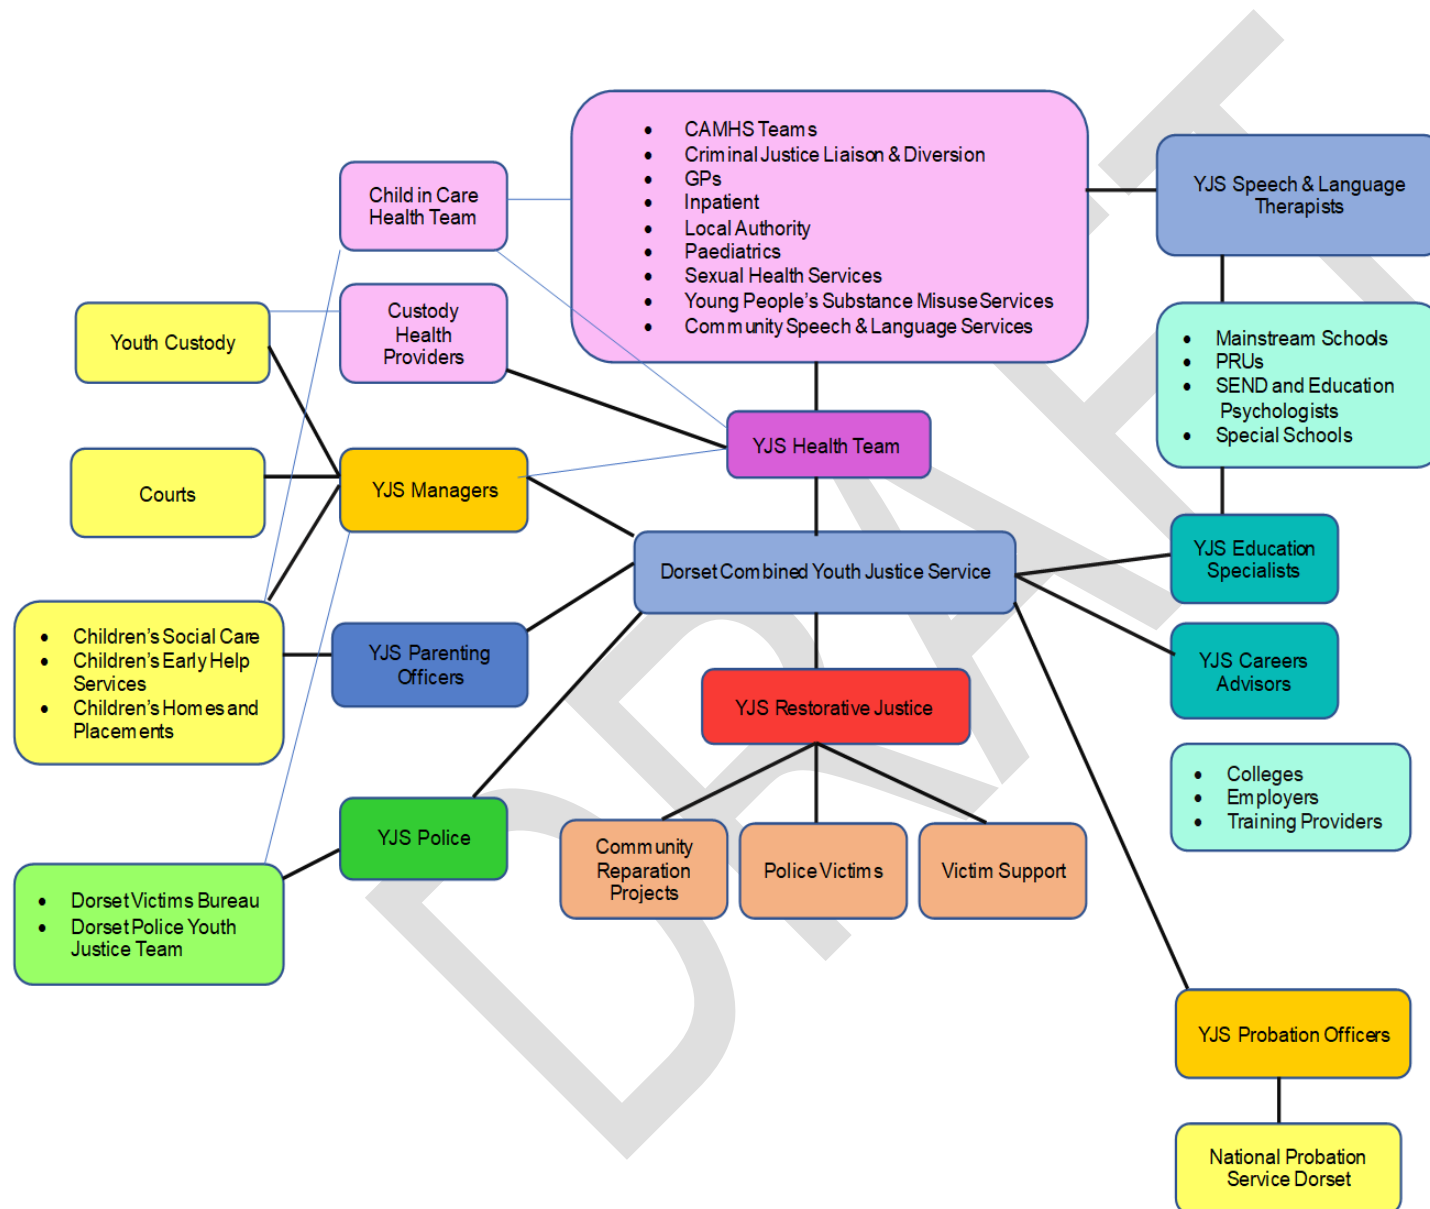 DRAFT
• CAMHS Teams
• Criminal Justice Liaison & Diversion
• GPs
• Inpatient
• Local Authority
• Paediatrics
• Sexual Health Services
• Young People’s Substance Misuse Services
• Community Speech & Language Services
YJS Speech & Language
Therapists
Child in Care
Health Team
Custody
Health
Providers
Youth Custody
• Mainstream Schools
• PRUs
• SEND and Education
Psychologists
• Special Schools
YJS Health Team
Courts
YJS Managers
Dorset Combined Youth Justice Service
YJS Education
Specialists
• Children’s Social Care
• Children’s Early Help
Services
• Children’s Homes and
Placements
YJS Parenting
Officers
YJS Restorative Justice
YJS Careers
Advisors
• Colleges
• Employers
• Training Providers
YJS Police
Community
Reparation
Projects
Police Victims
Victim Support
• Dorset Victims Bureau
• Dorset Police Youth
Justice Team
YJS Probation Officers
National Probation
Service Dorset